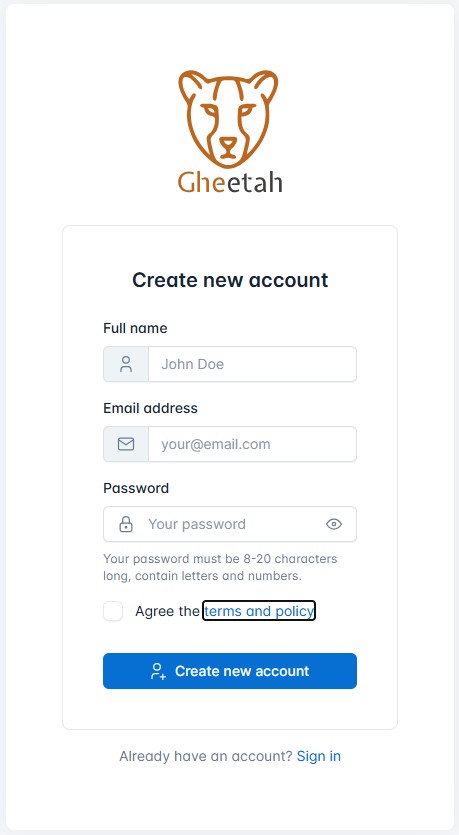 Gheetah
Create new account
Full name
John Doe
Email address
your@email.com
Password
Your password
Your password must be 8-20 characters
long, contain letters and numbers.
Agree the terms and policy
Create new account
Already have an account? Sign in